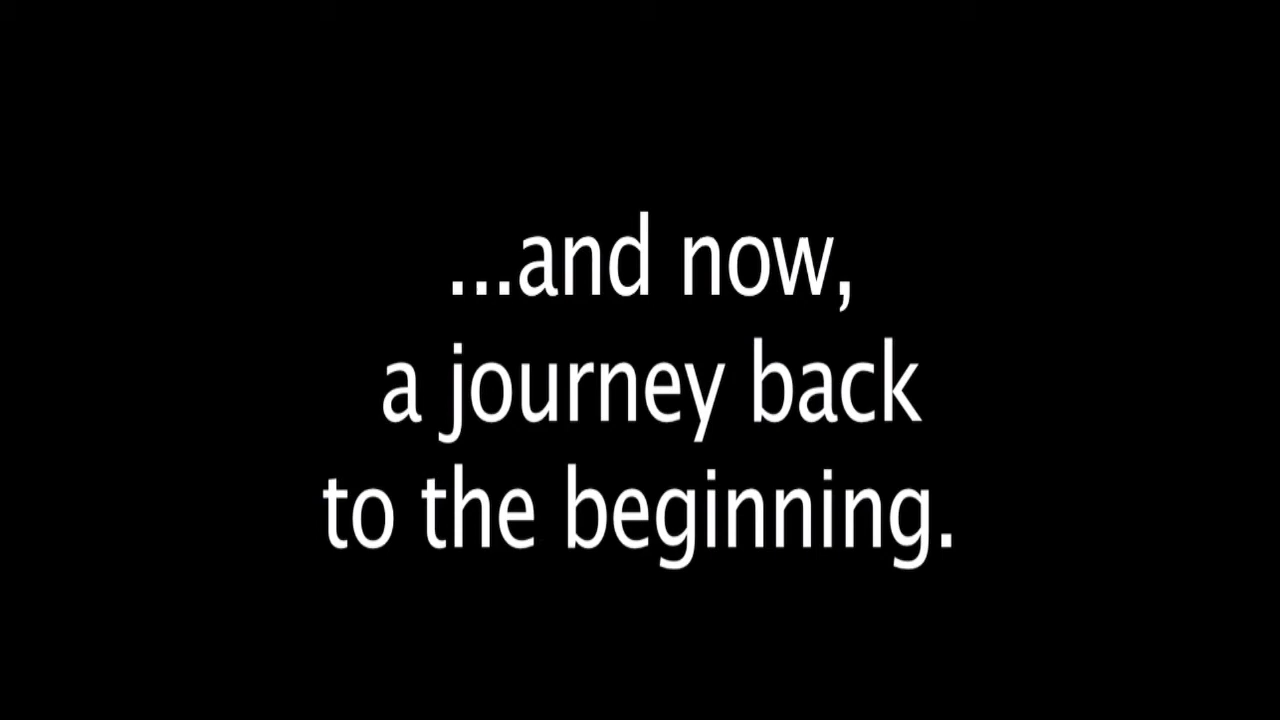 ...and now,
a journey back
to the beginning.